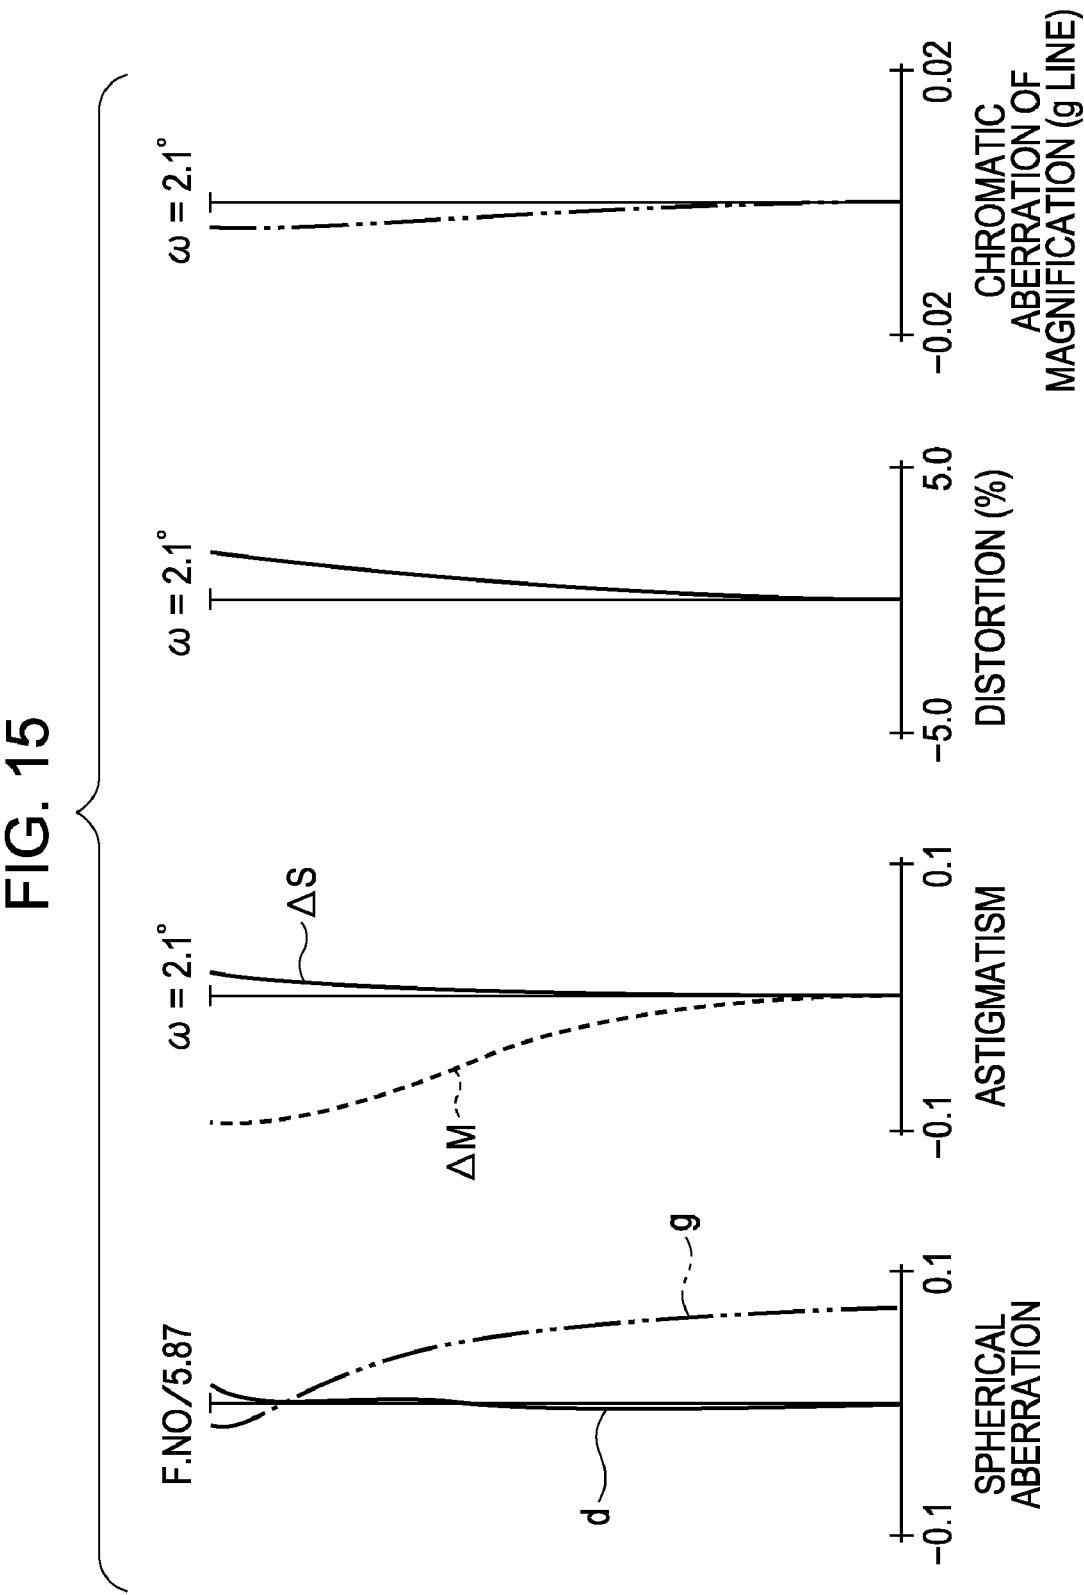 FIG. 15
F.NO/5.87
d
g
-0.1
0.1
SPHERICAL
ABERRATION
ω = 2.1°
ΔM
ΔS
-0.1
0.1
ASTIGMATISM
ω = 2.1°
-5.0
5.0
DISTORTION (%)
ω = 2.1°
-0.02
0.02
CHROMATIC
ABERRATION OF
MAGNIFICATION (g LINE)